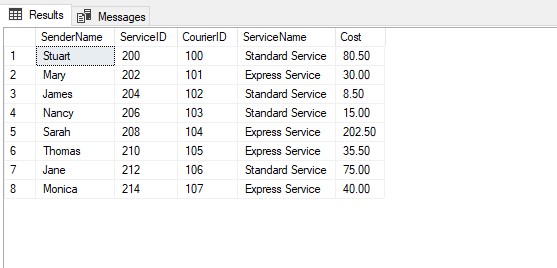 Results Messages
SenderName ServiceID CourierID ServiceName Cost
1 Stuart 200 100 Standard Service 80.50
2 Mary 202 101 Express Service 30.00
3 James 204 102 Standard Service 8.50
4 Nancy 206 103 Standard Service 15.00
5 Sarah 208 104 Express Service 202.50
6 Thomas 210 105 Express Service 35.50
7 Jane 212 106 Standard Service 75.00
8 Monica 214 107 Express Service 40.00